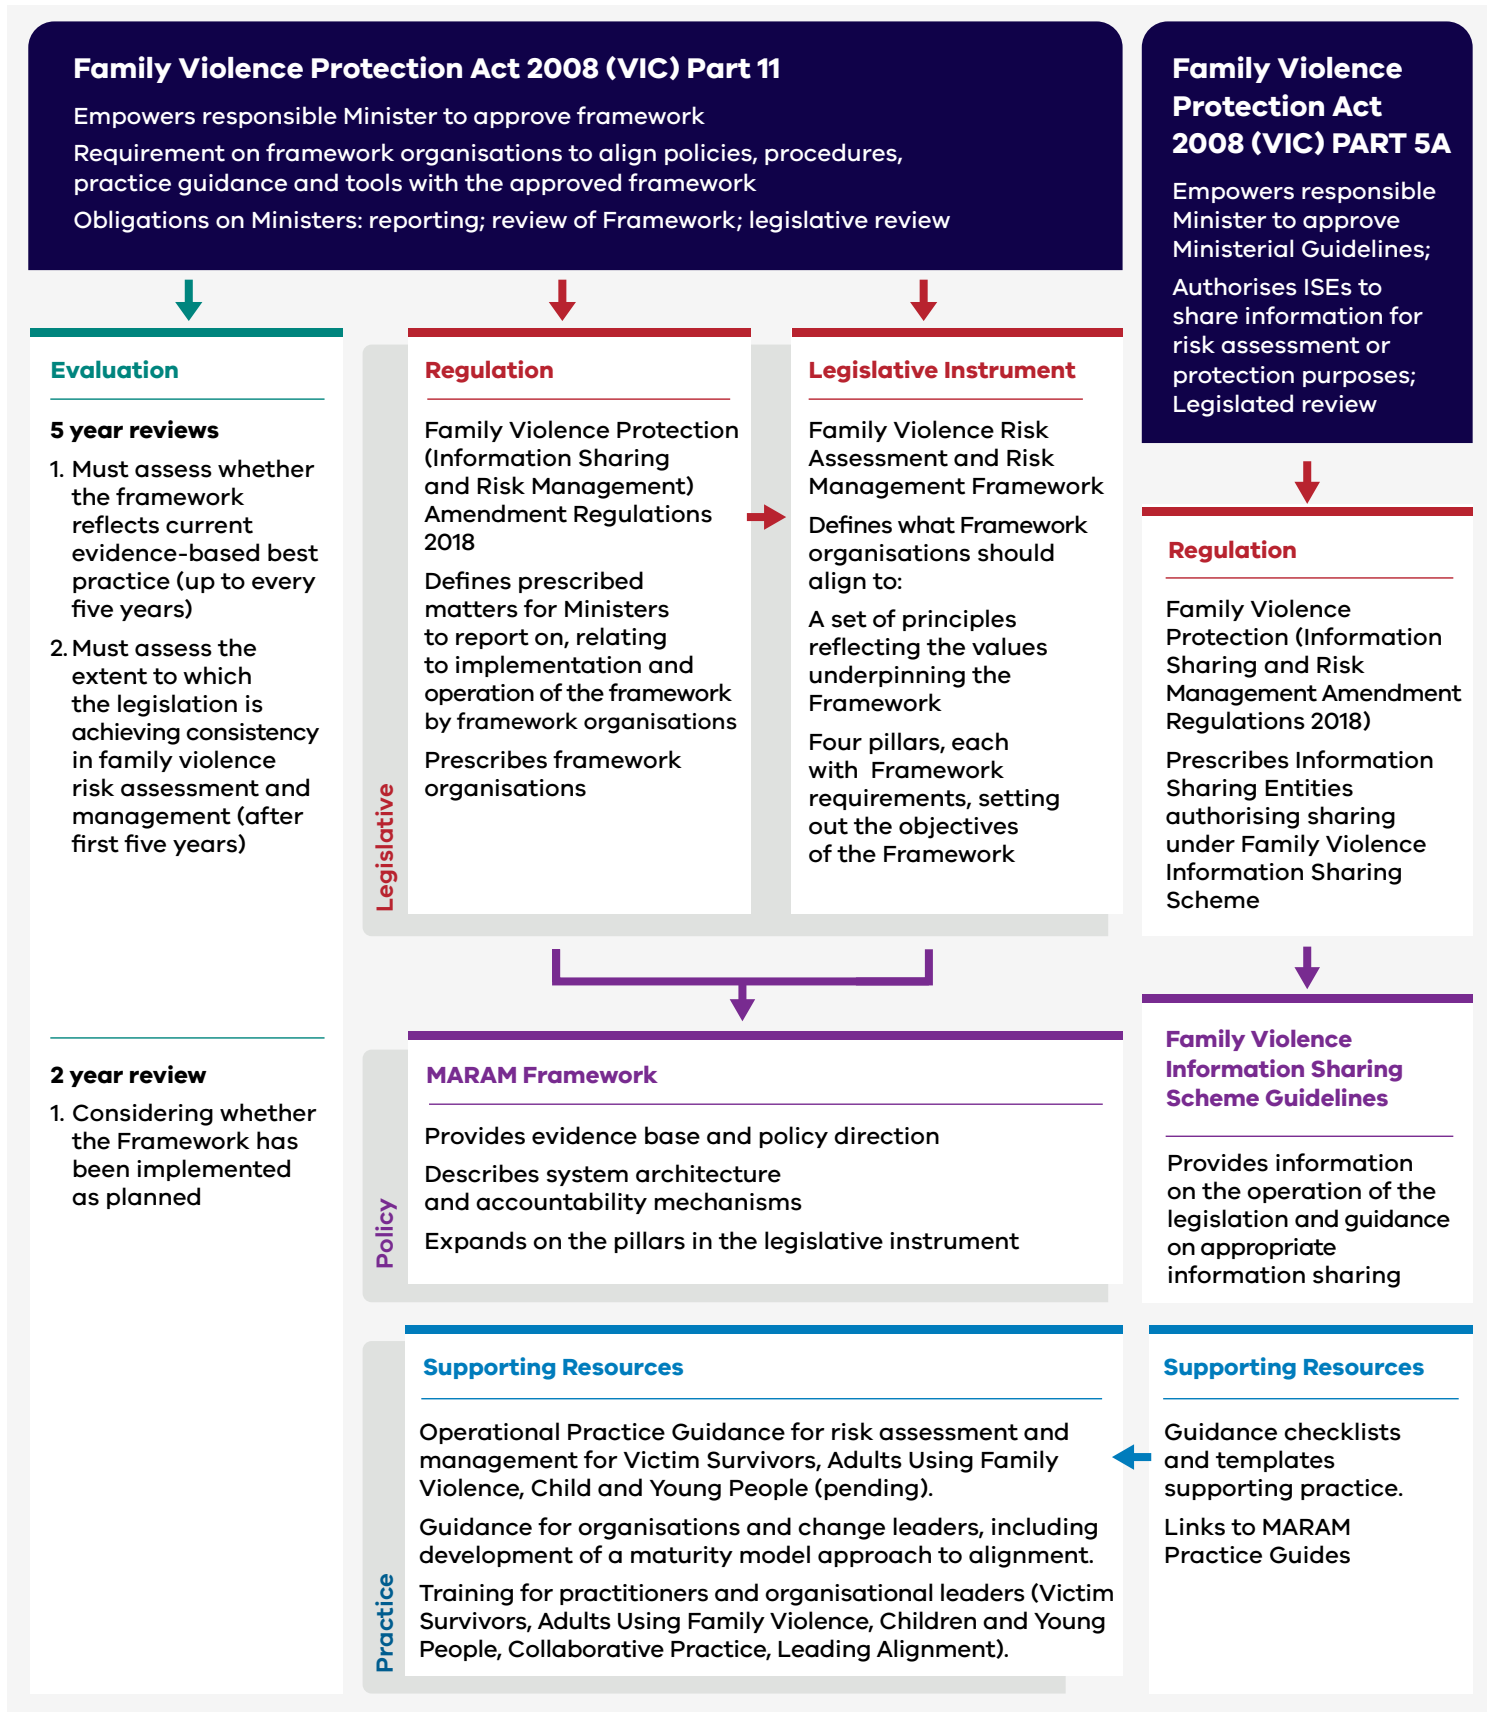 Family Violence Protection Act 2008 (VIC) Part 11
Empowers responsible Minister to approve framework
Requirement on framework organisations to align policies, procedures,
practice guidance and tools with the approved framework
Obligations on Ministers: reporting; review of Framework; legislative review
Family Violence
Protection Act
2008 (VIC) PART 5A
Empowers responsible
Minister to approve
Ministerial Guidelines;
Authorises ISEs to
share information for
risk assessment or
protection purposes;
Legislated review
Evaluation
5 year reviews
1. Must assess whether
the framework
reflects current
evidence-based best
practice (up to every
five years)
2. Must assess the
extent to which
the legislation is
achieving consistency
in family violence
risk assessment and
management (after
first five years)
2 year review
1. Considering whether
the Framework has
been implemented
as planned
Legislative
Regulation
Family Violence Protection
(Information Sharing
and Risk Management)
Amendment Regulations
2018
Defines prescribed
matters for Ministers
to report on, relating
to implementation and
operation of the framework
by framework organisations
Prescribes framework
organisations
Legislative Instrument
Family Violence Risk
Assessment and Risk
Management Framework
Defines what Framework
organisations should
align to:
A set of principles
reflecting the values
underpinning the
Framework
Four pillars, each
with Framework
requirements, setting
out the objectives
of the Framework
Regulation
Family Violence
Protection (Information
Sharing and Risk
Management Amendment
Regulations 2018)
Prescribes Information
Sharing Entities
authorising sharing
under Family Violence
Information Sharing
Scheme
Policy
MARAM Framework
Provides evidence base and policy direction
Describes system architecture
and accountability mechanisms
Expands on the pillars in the legislative instrument
Family Violence
Information Sharing
Scheme Guidelines
Provides information
on the operation of the
legislation and guidance
on appropriate
information sharing
Practice
Supporting Resources
Operational Practice Guidance for risk assessment and
management for Victim Survivors, Adults Using Family
Violence, Child and Young People (pending).
Guidance for organisations and change leaders, including
development of a maturity model approach to alignment.
Training for practitioners and organisational leaders (Victim
Survivors, Adults Using Family Violence, Children and Young
People, Collaborative Practice, Leading Alignment).
Supporting Resources
Guidance checklists
and templates
supporting practice.
Links to MARAM
Practice Guides